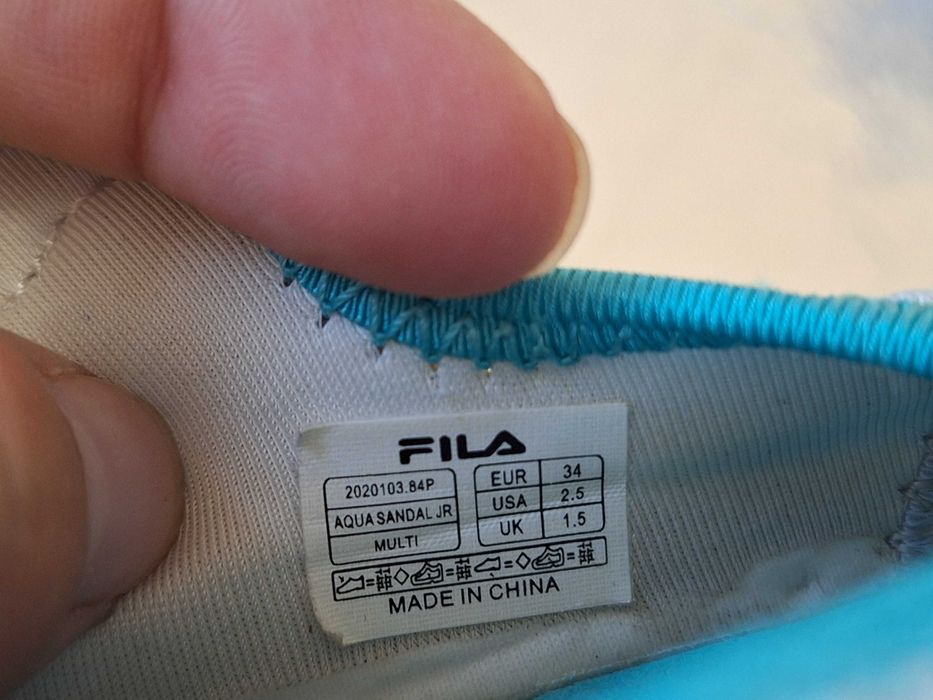 FILA
2020103.84P
AQUA SANDAL JR
MULTI
EUR 34
USA 2.5
UK 1.5
MADE IN CHINA